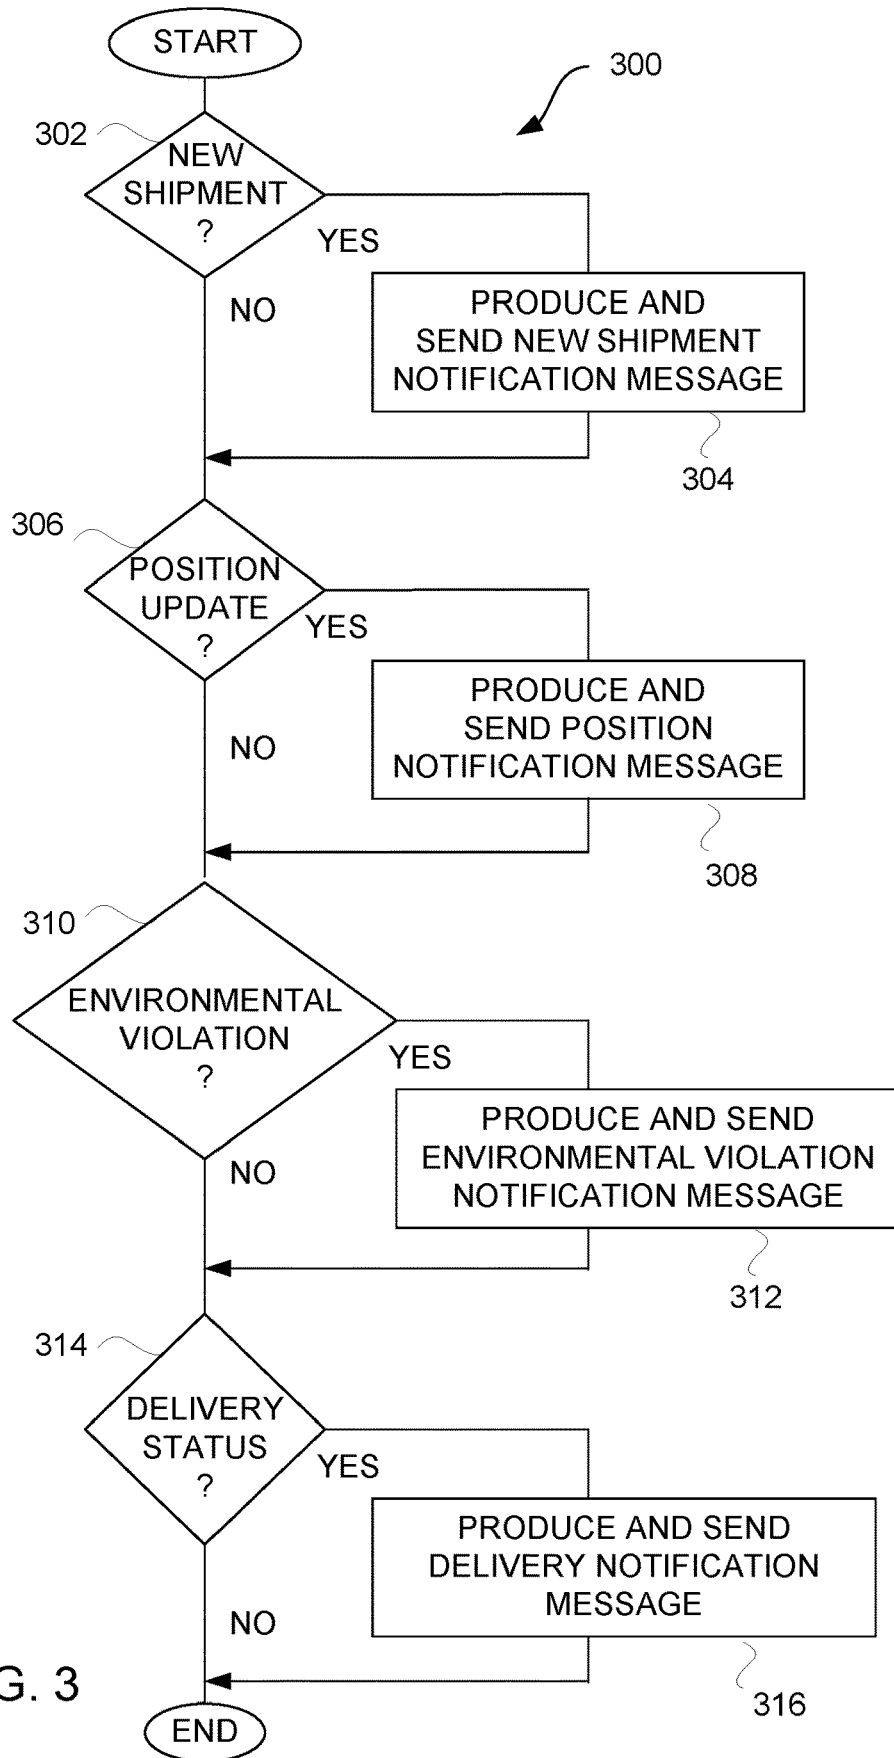 START
300
302
NEW
SHIPMENT
?
YES
NO
PRODUCE AND
SEND NEW SHIPMENT
NOTIFICATION MESSAGE
304
306
POSITION
UPDATE
?
YES
NO
PRODUCE AND
SEND POSITION
NOTIFICATION MESSAGE
308
310
ENVIRONMENTAL
VIOLATION
?
YES
NO
PRODUCE AND SEND
ENVIRONMENTAL VIOLATION
NOTIFICATION MESSAGE
312
314
DELIVERY
STATUS
?
YES
NO
PRODUCE AND SEND
DELIVERY NOTIFICATION
MESSAGE
316
G. 3
END